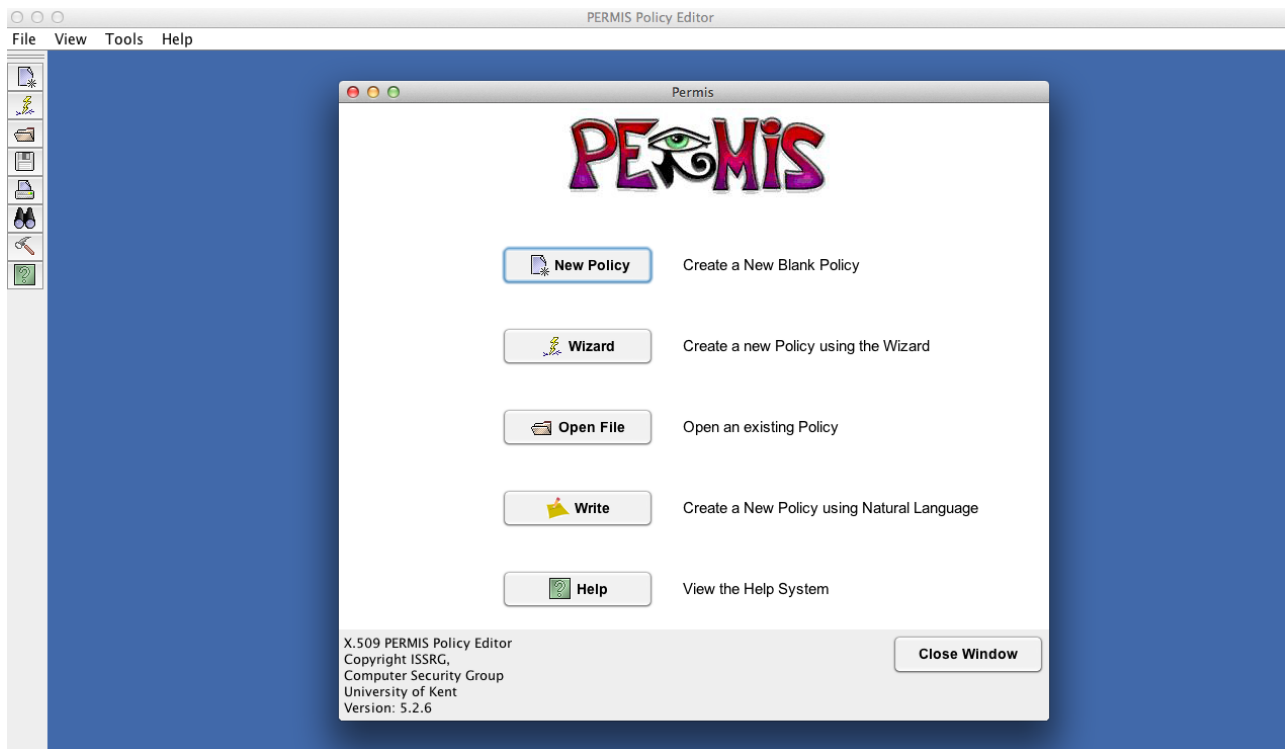 PERMIS Policy Editor
File View Tools Help
Permis
PERMiS
New Policy Create a New Blank Policy
Wizard Create a new Policy using the Wizard
Open File Open an existing Policy
Write Create a New Policy using Natural Language
Help View the Help System
X.509 PERMIS Policy Editor
Copyright ISSRG,
Computer Security Group
University of Kent
Version: 5.2.6
Close Window